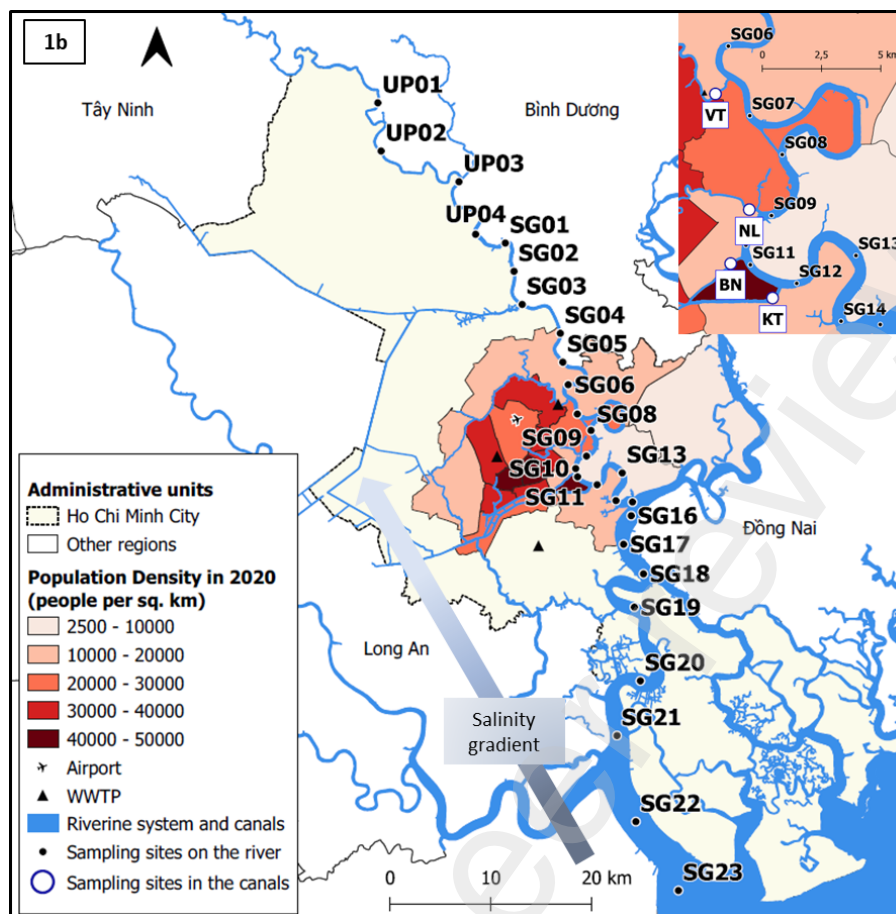 1b
Tây Ninh
Bình Dương
UP01
UP02
UP03
UP04
SG01
SG02
SG03
SG04
SG05
SG06
SG08
SG09
SG10
SG11
SG13
SG16
SG17
SG18
SG19
SG20
SG21
SG22
SG23
Đồng Nai
Long An
Salinity
gradient
0 10 20 km
SG06
0 2,5 5 km
VT
SG07
SG08
SG09
NL
SG11
SG12
SG13
BN
KT
SG14
Administrative units
Ho Chi Minh City
Other regions
Population Density in 2020
(people per sq. km)
2500 - 10000
10000 - 20000
20000 - 30000
30000 - 40000
40000 - 50000
Airport
WWTP
Riverine system and canals
Sampling sites on the river
Sampling sites in the canals